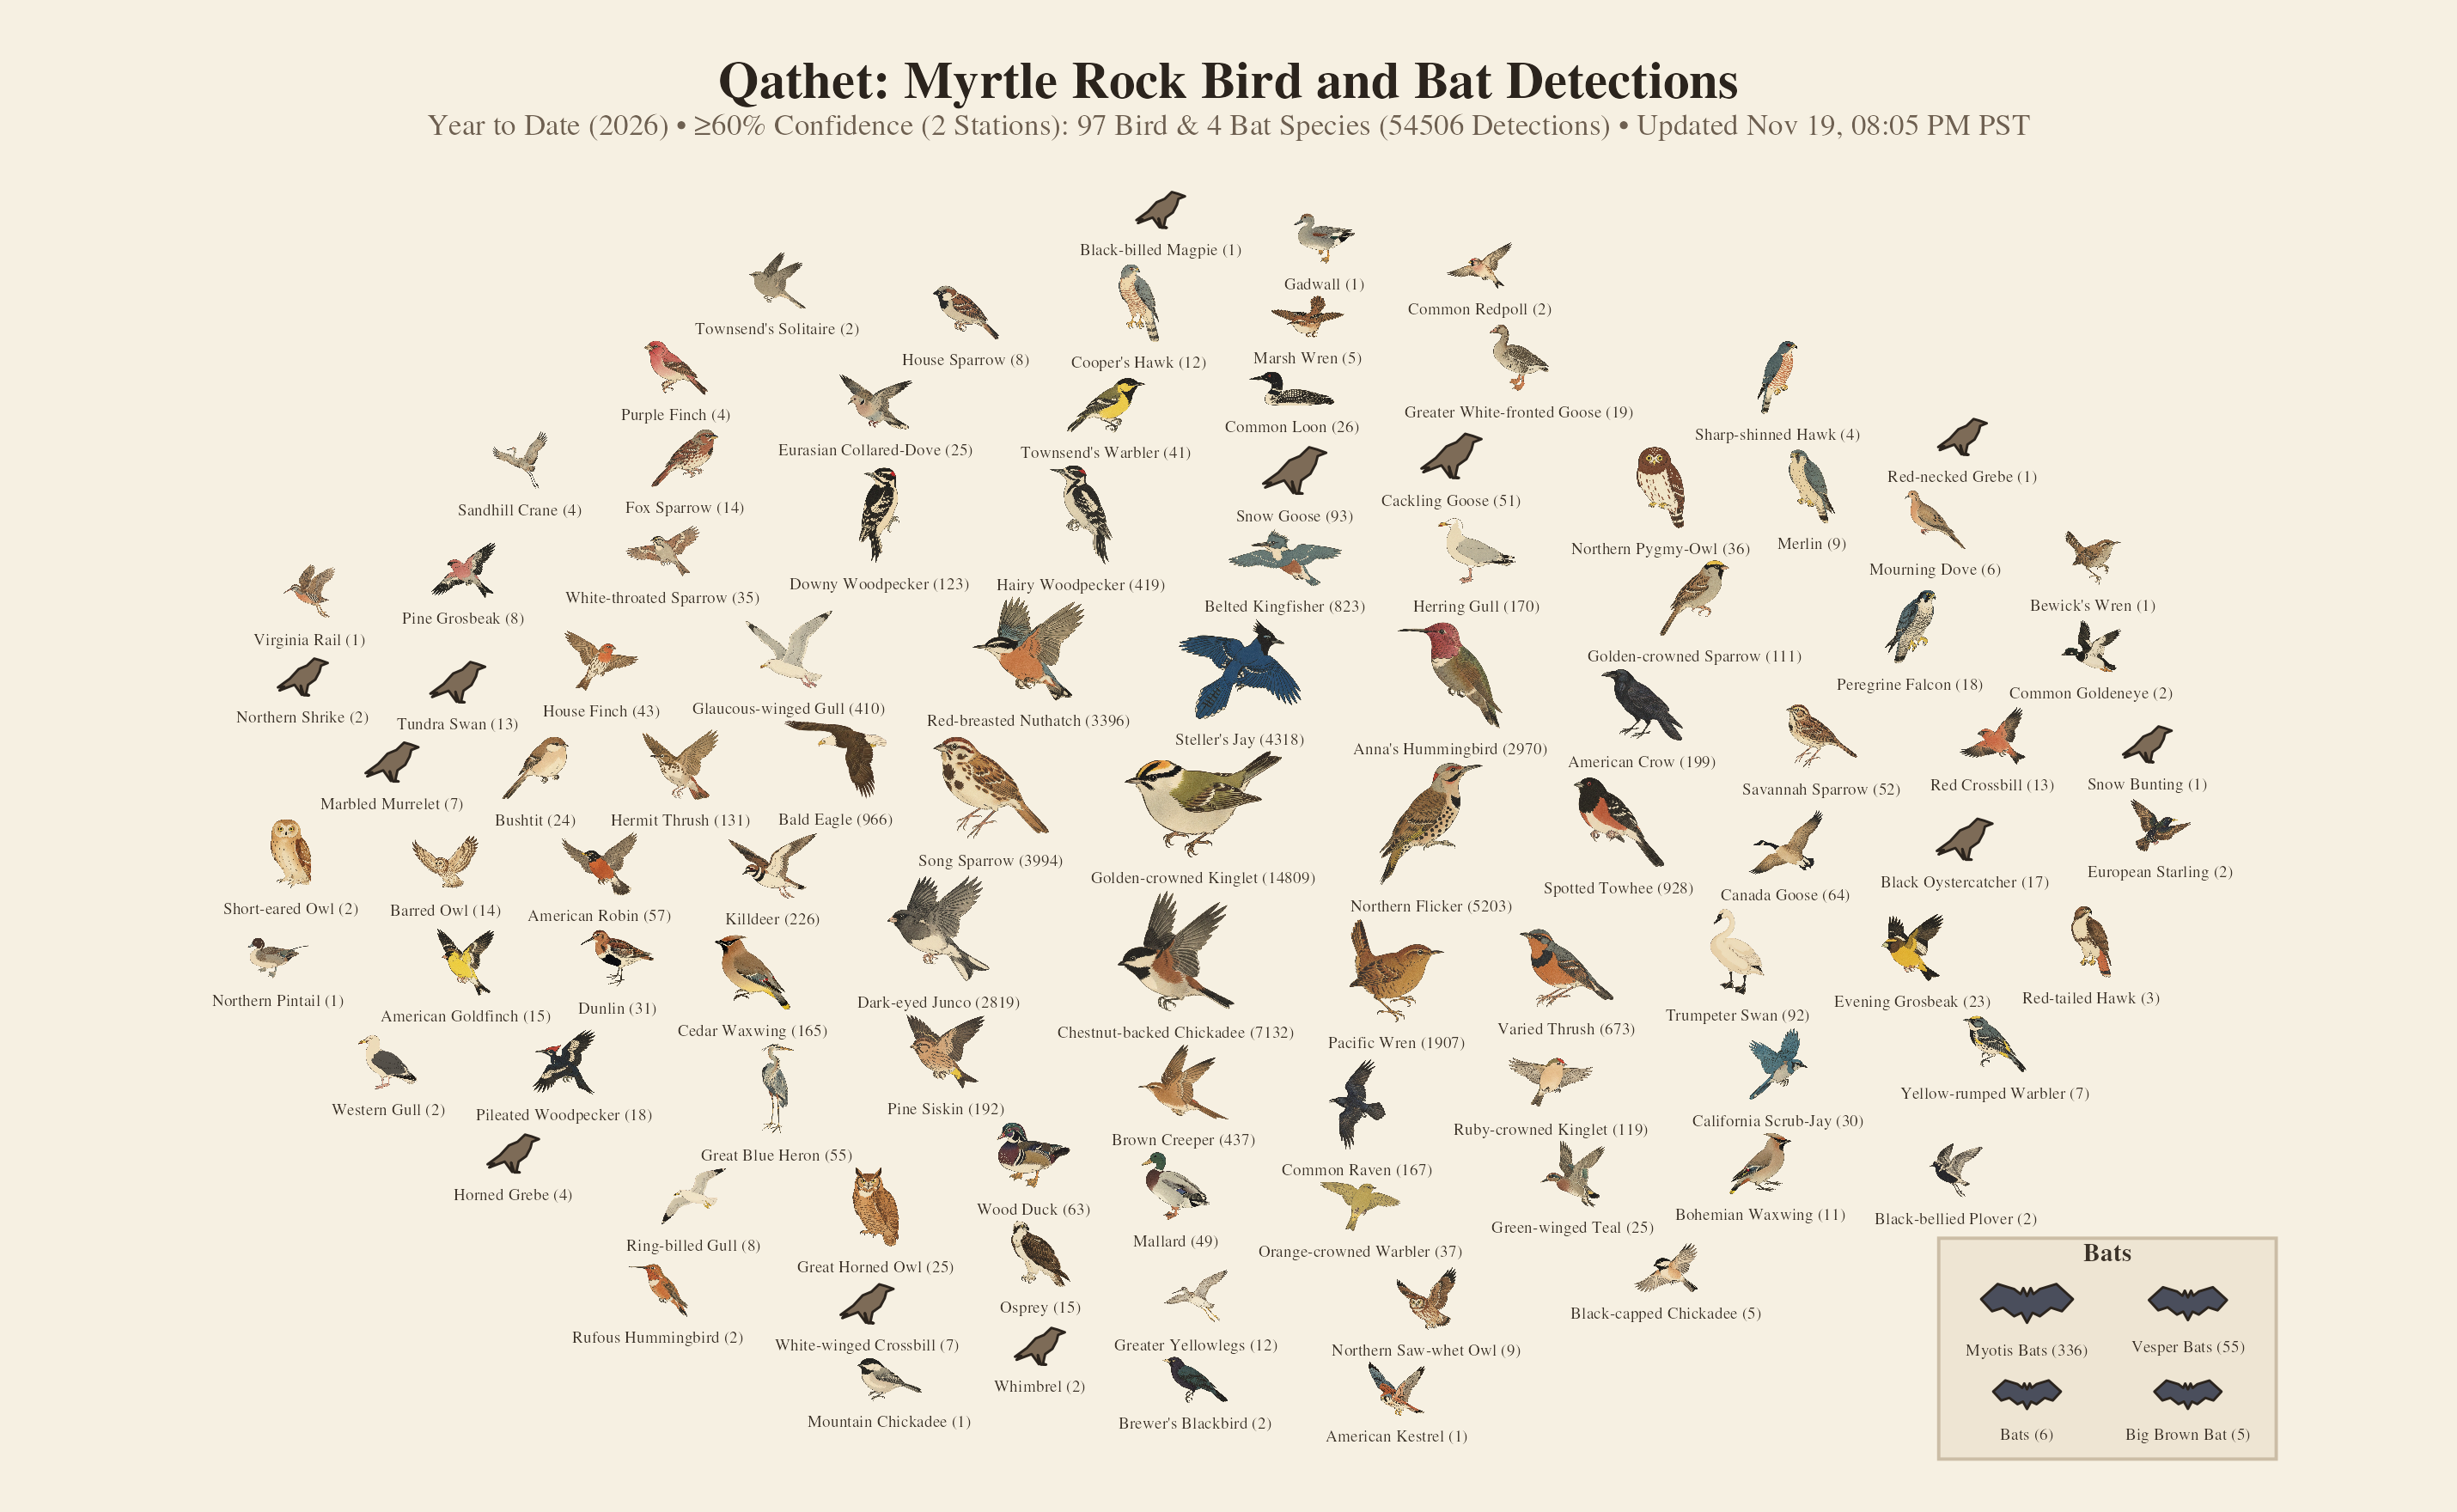 Qathet: Myrtle Rock Bird and Bat Detections
Year to Date (2026) • ≥60% Confidence (2 Stations): 97 Bird & 4 Bat Species (54506 Detections) • Updated Nov 19, 08:05 PM PST
Black-billed Magpie (1)
Gadwall (1)
Common Redpoll (2)
Townsend's Solitaire (2)
House Sparrow (8)
Cooper's Hawk (12)
Marsh Wren (5)
Greater White-fronted Goose (19)
Purple Finch (4)
Common Loon (26)
Sharp-shinned Hawk (4)
Eurasian Collared-Dove (25)
Townsend's Warbler (41)
Red-necked Grebe (1)
Sandhill Crane (4)
Fox Sparrow (14)
Snow Goose (93)
Cackling Goose (51)
Northern Pygmy-Owl (36)
Merlin (9)
Mourning Dove (6)
Downy Woodpecker (123)
Hairy Woodpecker (419)
White-throated Sparrow (35)
Belted Kingfisher (823)
Herring Gull (170)
Bewick's Wren (1)
Pine Grosbeak (8)
Virginia Rail (1)
Golden-crowned Sparrow (111)
Peregrine Falcon (18)
Common Goldeneye (2)
Northern Shrike (2)
Tundra Swan (13)
House Finch (43)
Glaucous-winged Gull (410)
Red-breasted Nuthatch (3396)
Steller's Jay (4318)
Anna's Hummingbird (2970)
American Crow (199)
Savannah Sparrow (52)
Red Crossbill (13)
Snow Bunting (1)
Marbled Murrelet (7)
Bushtit (24)
Hermit Thrush (131)
Bald Eagle (966)
Song Sparrow (3994)
Golden-crowned Kinglet (14809)
Northern Flicker (5203)
Spotted Towhee (928)
Canada Goose (64)
Black Oystercatcher (17)
European Starling (2)
Short-eared Owl (2)
Barred Owl (14)
American Robin (57)
Killdeer (226)
Northern Pintail (1)
American Goldfinch (15)
Dunlin (31)
Cedar Waxwing (165)
Dark-eyed Junco (2819)
Chestnut-backed Chickadee (7132)
Pacific Wren (1907)
Varied Thrush (673)
Trumpeter Swan (92)
Evening Grosbeak (23)
Red-tailed Hawk (3)
Western Gull (2)
Pileated Woodpecker (18)
Great Blue Heron (55)
Pine Siskin (192)
Brown Creeper (437)
Common Raven (167)
Ruby-crowned Kinglet (119)
California Scrub-Jay (30)
Yellow-rumped Warbler (7)
Horned Grebe (4)
Ring-billed Gull (8)
Great Horned Owl (25)
Wood Duck (63)
Mallard (49)
Orange-crowned Warbler (37)
Green-winged Teal (25)
Bohemian Waxwing (11)
Black-bellied Plover (2)
Rufous Hummingbird (2)
White-winged Crossbill (7)
Osprey (15)
Greater Yellowlegs (12)
Northern Saw-whet Owl (9)
Black-capped Chickadee (5)
Mountain Chickadee (1)
Whimbrel (2)
Brewer's Blackbird (2)
American Kestrel (1)
Bats
Myotis Bats (336)
Vesper Bats (55)
Bats (6)
Big Brown Bat (5)